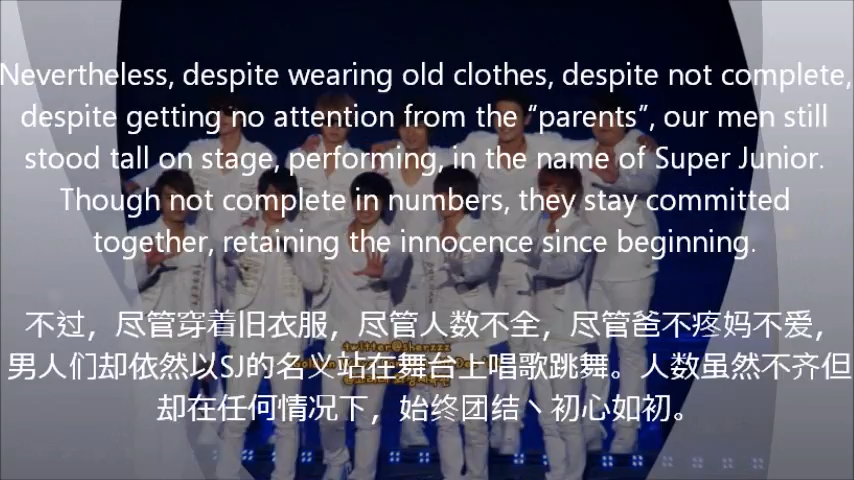 Nevertheless, despite wearing old clothes, despite not complete,
despite getting no attention from the “parents”, our men still
stood tall on stage, performing, in the name of Super Junior.
Though not complete in numbers, they stay committed
together, retaining the innocence since beginning.
不过，尽管穿着旧衣服，尽管人数不全，尽管爸不疼妈不爱，
twitter@sherzzz
男人们却依然以SJ的名义站在舞台上唱歌跳舞。人数虽然不齐但
却在任何情况下，始终团结丶初心如初。